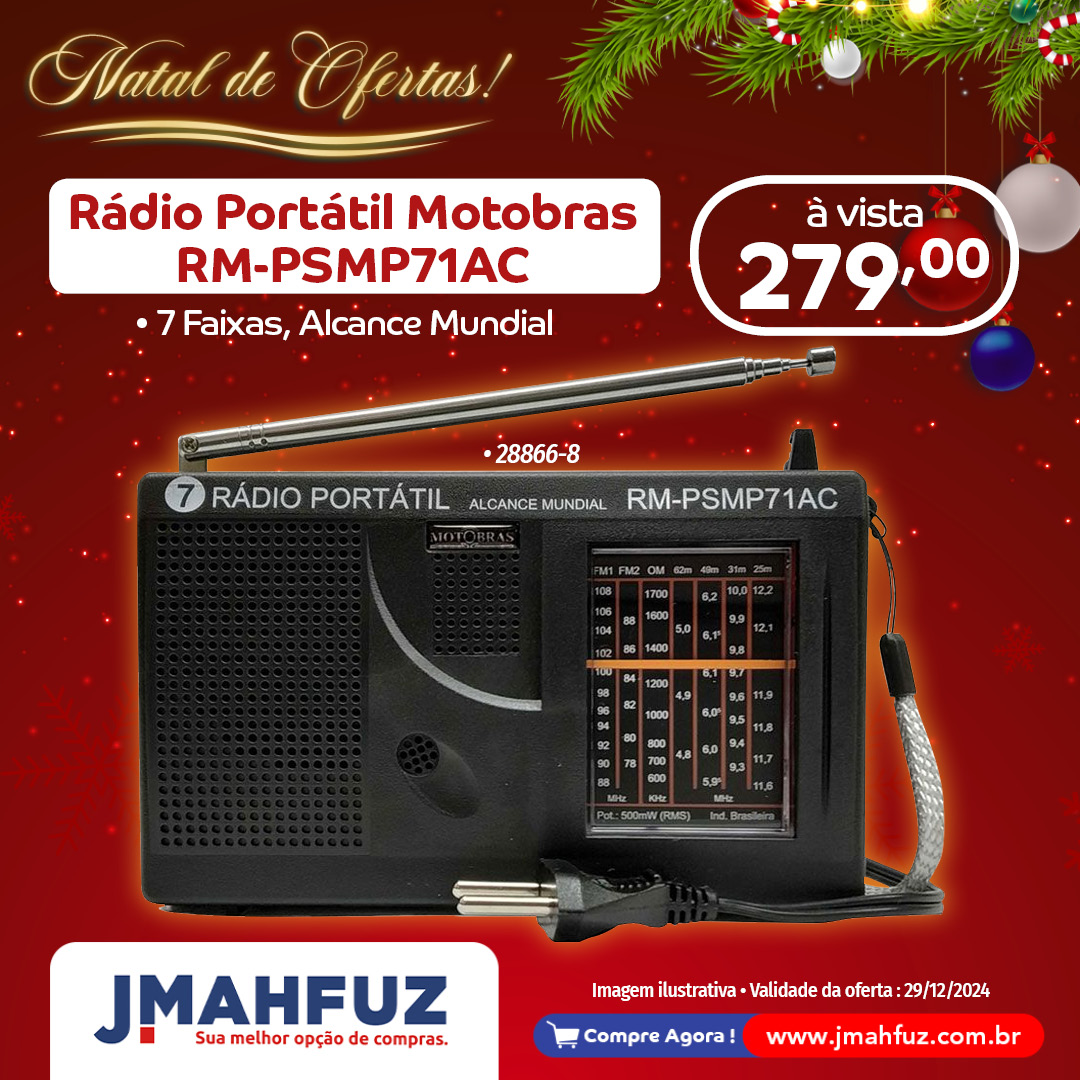 Natal de Ofertas!
Rádio Portátil Motobras
RM-PSMP71AC
• 7 Faixas, Alcance Mundial
à vista
279,00
• 28866-8
7 RÁDIO PORTÁTIL ALCANCE MUNDIAL RM-PSMP71AC
MOTOBRAS
FM1 FM2 OM 62m 49m 31m 25m
108 1700 6,2 10,0 12,2
106 88 1600 9,9
104 5,0 6,1⁵ 12,1
102 86 1400 9,8
100 84 6,1 9,7
98 1200 4,9 9,6 11,9
96 82 1000 6,0⁵ 9,5
94 11,8
92 80 800 4,8 6,0 9,4
90 78 700 9,3 11,7
88 600 5,9⁵ 11,6
MHz KHz MHz
Pot.: 500mW (RMS) Ind. Brasileira
JMAHFUZ
Sua melhor opção de compras.
Imagem ilustrativa • Validade da oferta : 29/12/2024
Compre Agora ! www.jmahfuz.com.br